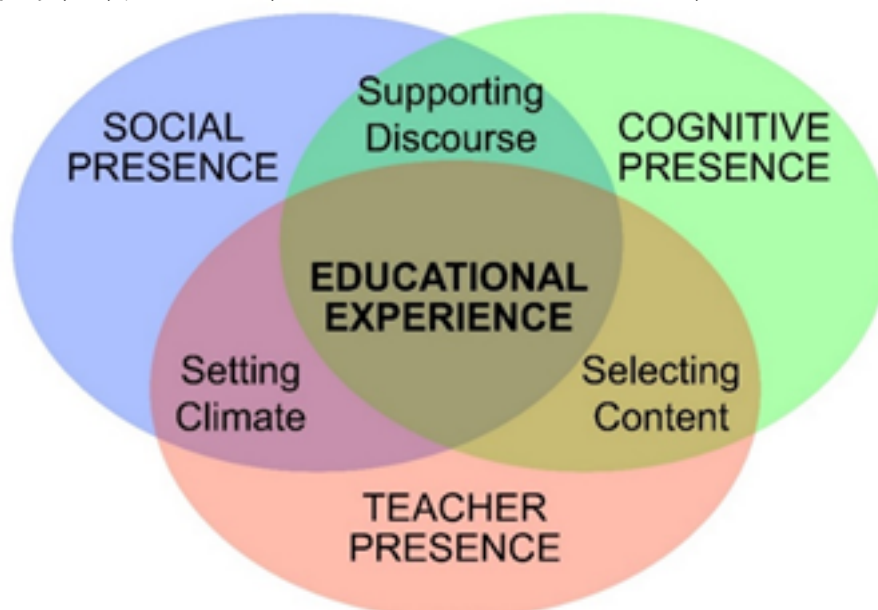 SOCIAL
PRESENCE
Supporting
Discourse
COGNITIVE
PRESENCE
EDUCATIONAL
EXPERIENCE
Setting
Climate
Selecting
Content
TEACHER
PRESENCE